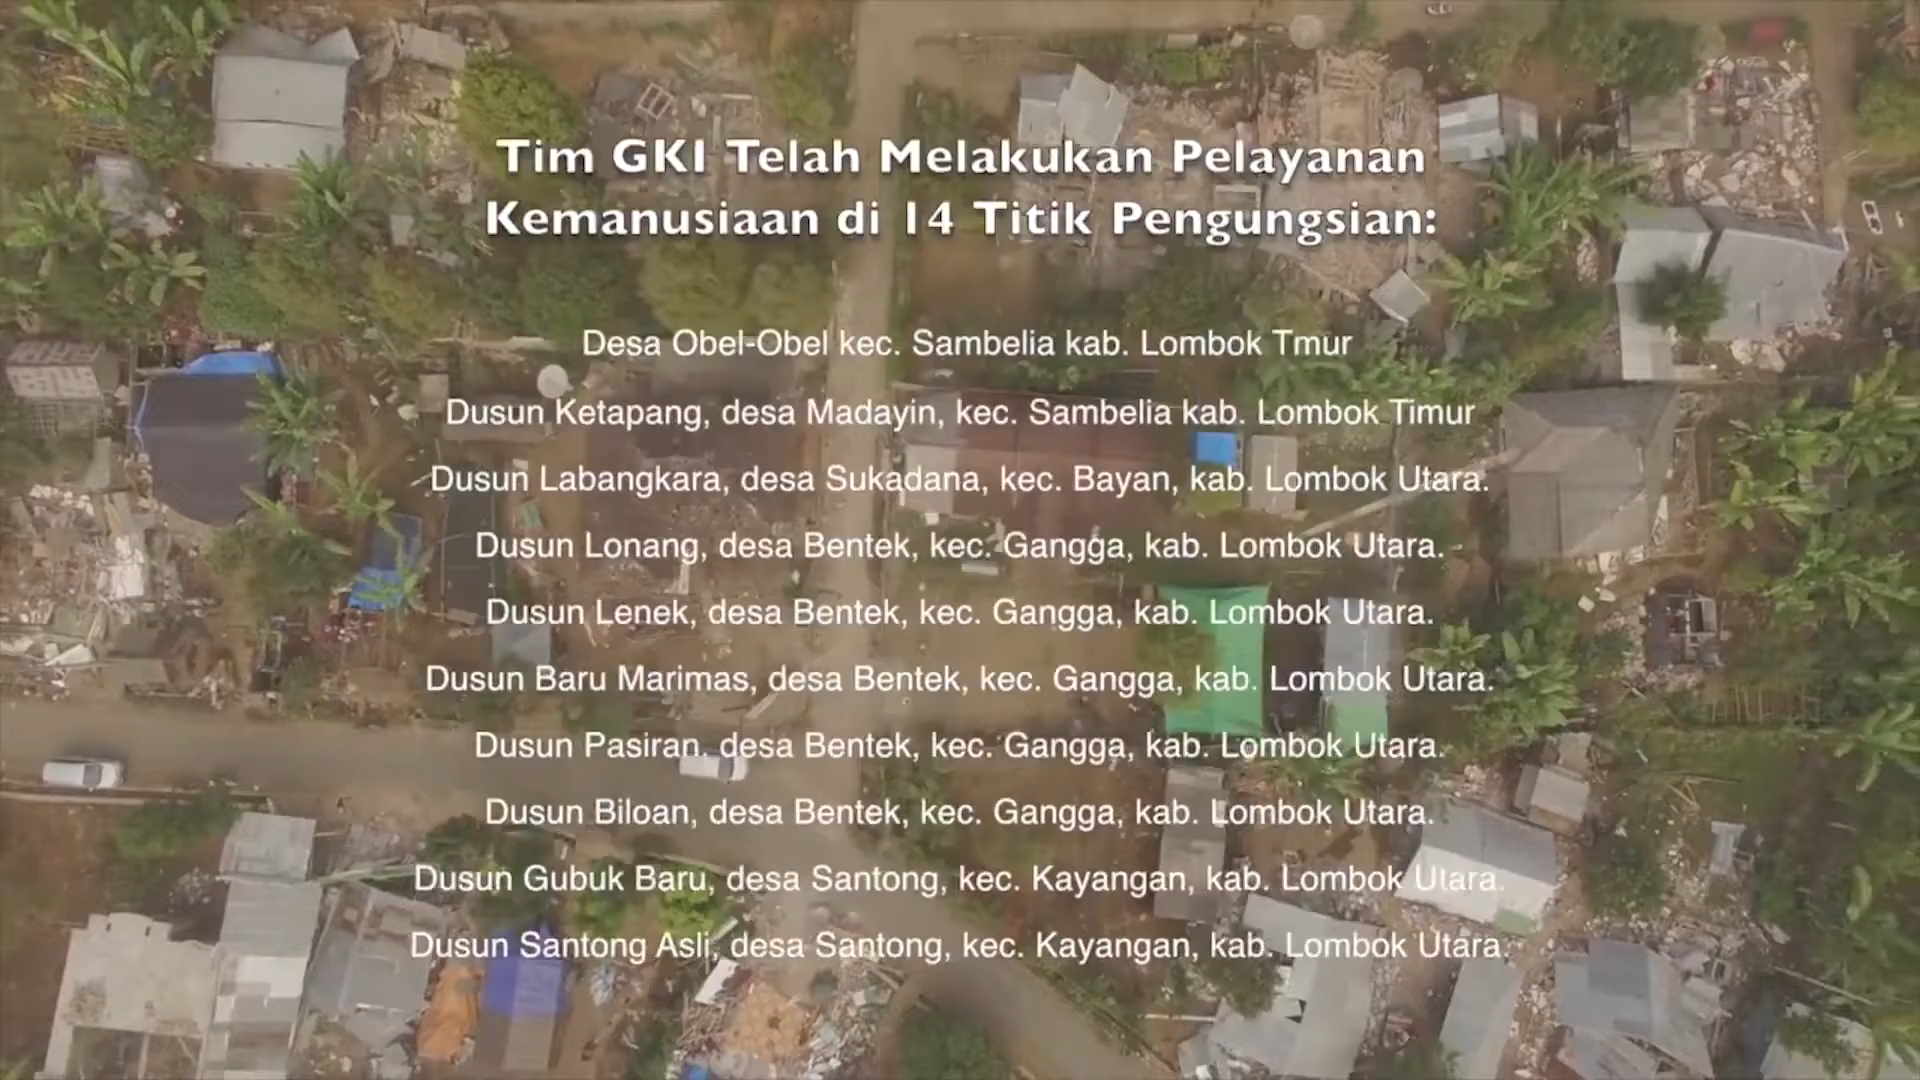 Tim GKI Telah Melakukan Pelayanan
Kemanusiaan di 14 Titik Pengungsian:
Desa Obel-Obel kec. Sambelia kab. Lombok Tmur
Dusun Ketapang, desa Madayin, kec. Sambelia kab. Lombok Timur
Dusun Labangkara, desa Sukadana, kec. Bayan, kab. Lombok Utara.
Dusun Lonang, desa Bentek, kec. Gangga, kab. Lombok Utara.
Dusun Lenek, desa Bentek, kec. Gangga, kab. Lombok Utara.
Dusun Baru Marimas, desa Bentek, kec. Gangga, kab. Lombok Utara.
Dusun Pasiran, desa Bentek, kec. Gangga, kab. Lombok Utara.
Dusun Biloan, desa Bentek, kec. Gangga, kab. Lombok Utara.
Dusun Gubuk Baru, desa Santong, kec. Kayangan, kab. Lombok Utara.
Dusun Santong Asli, desa Santong, kec. Kayangan, kab. Lombok Utara.